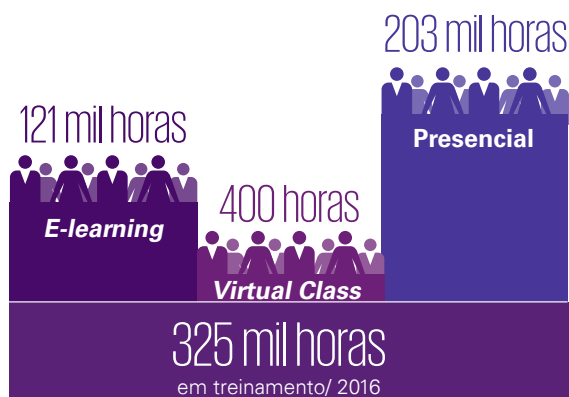 121 mil horas
E-learning
400 horas
Virtual Class
203 mil horas
Presencial
325 mil horas
em treinamento/ 2016